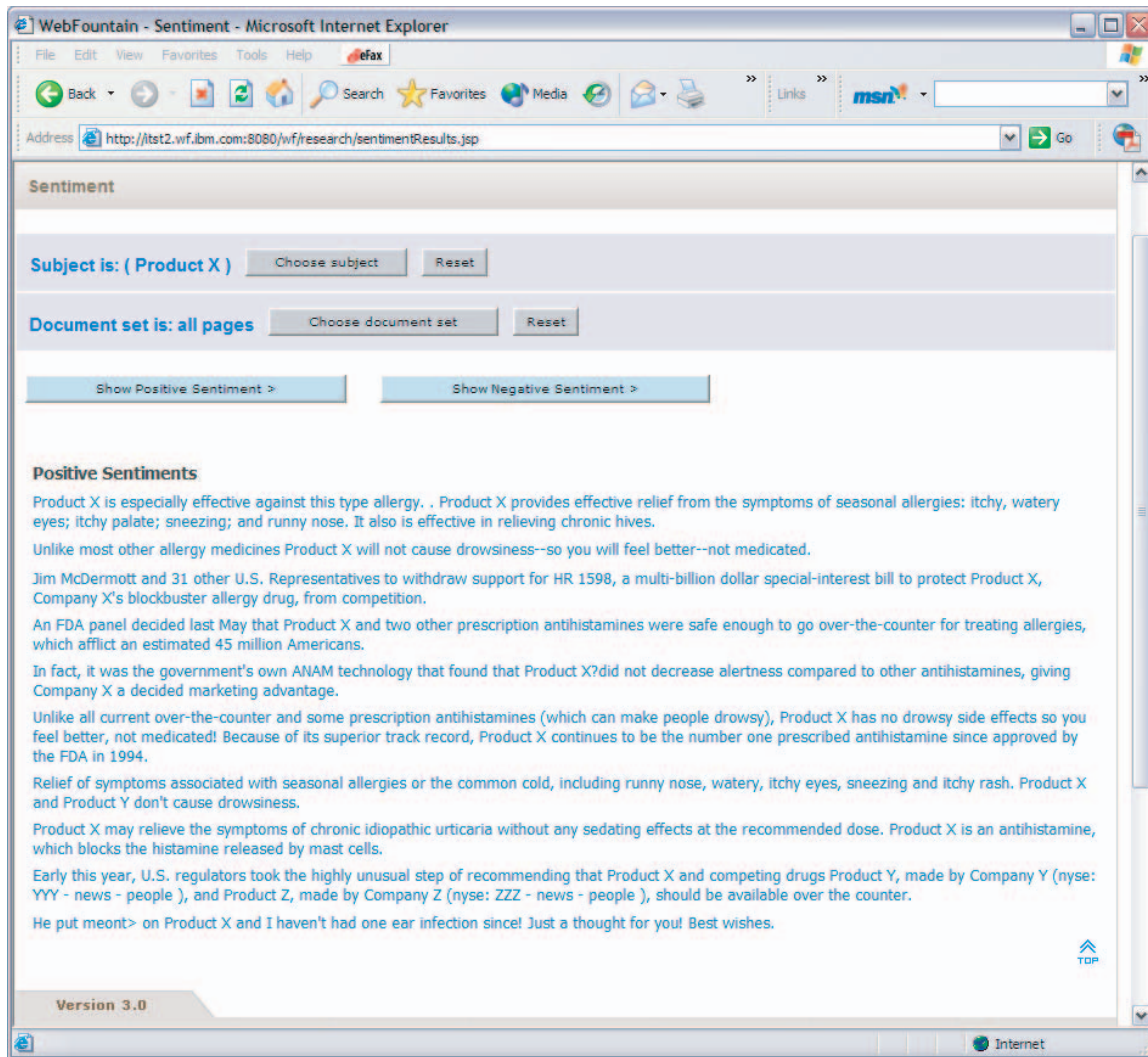 WebFountain - Sentiment - Microsoft Internet Explorer
File Edit View Favorites Tools Help eFax
Back Search Favorites Media » Links » msn »
Address http://itst2.wf.ibm.com:8080/wf/research/sentimentResults.jsp Go
Sentiment
Subject is: ( Product X ) Choose subject Reset
Document set is: all pages Choose document set Reset
Show Positive Sentiment > Show Negative Sentiment >
Positive Sentiments
Product X is especially effective against this type allergy. . Product X provides effective relief from the symptoms of seasonal allergies: itchy, watery
eyes; itchy palate; sneezing; and runny nose. It also is effective in relieving chronic hives.
Unlike most other allergy medicines Product X will not cause drowsiness--so you will feel better--not medicated.
Jim McDermott and 31 other U.S. Representatives to withdraw support for HR 1598, a multi-billion dollar special-interest bill to protect Product X,
Company X's blockbuster allergy drug, from competition.
An FDA panel decided last May that Product X and two other prescription antihistamines were safe enough to go over-the-counter for treating allergies,
which afflict an estimated 45 million Americans.
In fact, it was the government's own ANAM technology that found that Product X?did not decrease alertness compared to other antihistamines, giving
Company X a decided marketing advantage.
Unlike all current over-the-counter and some prescription antihistamines (which can make people drowsy), Product X has no drowsy side effects so you
feel better, not medicated! Because of its superior track record, Product X continues to be the number one prescribed antihistamine since approved by
the FDA in 1994.
Relief of symptoms associated with seasonal allergies or the common cold, including runny nose, watery, itchy eyes, sneezing and itchy rash. Product X
and Product Y don't cause drowsiness.
Product X may relieve the symptoms of chronic idiopathic urticaria without any sedating effects at the recommended dose. Product X is an antihistamine,
which blocks the histamine released by mast cells.
Early this year, U.S. regulators took the highly unusual step of recommending that Product X and competing drugs Product Y, made by Company Y (nyse:
YYY - news - people ), and Product Z, made by Company Z (nyse: ZZZ - news - people ), should be available over the counter.
He put meont> on Product X and I haven't had one ear infection since! Just a thought for you! Best wishes.
TOP
Version 3.0
Internet